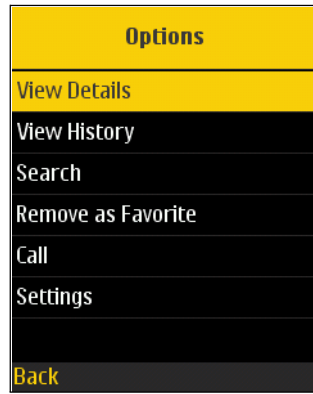 Options
View Details
View History
Search
Remove as Favorite
Call
Settings
Back